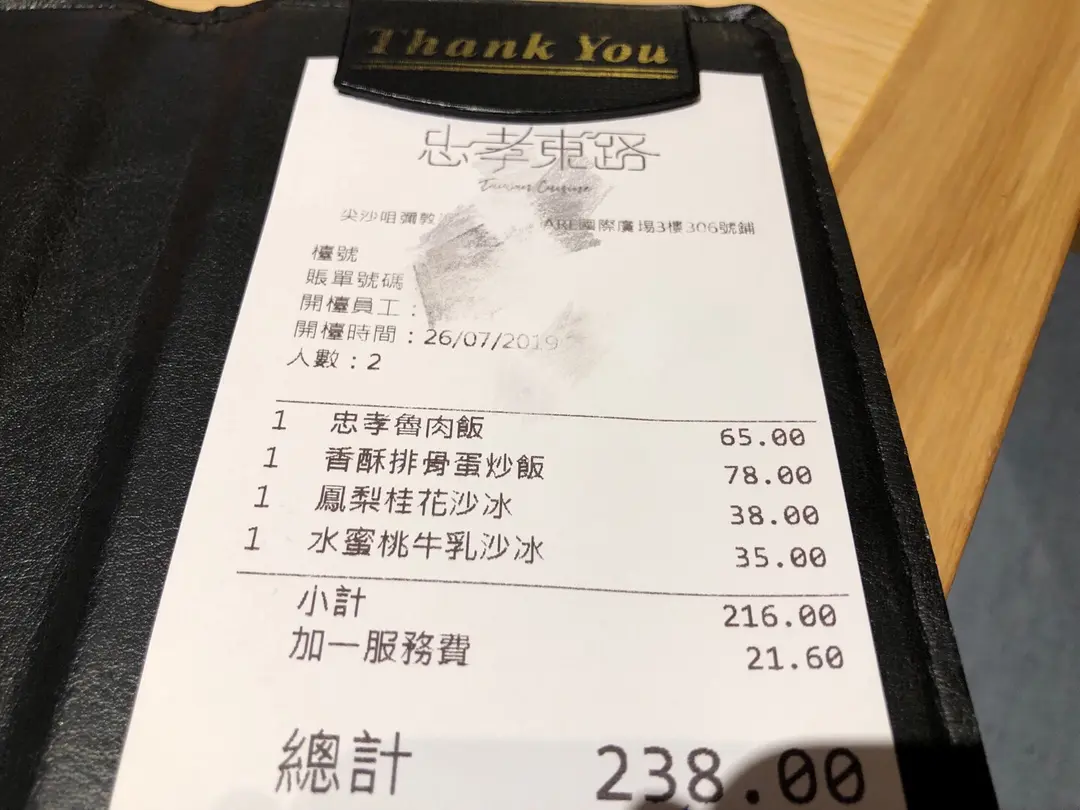 Thank You
忠孝東路
Taiwan Cuisine
尖沙咀彌敦 國際廣場3樓306號鋪
檯號
賬單號碼
開檯員工:
開檯時間:26/07/2019
人數:2
1 忠孝魯肉飯 65.00
1 香酥排骨蛋炒飯 78.00
1 鳳梨桂花沙冰 38.00
1 水蜜桃牛乳沙冰 35.00
小計 216.00
加一服務費 21.60
總計 238.00